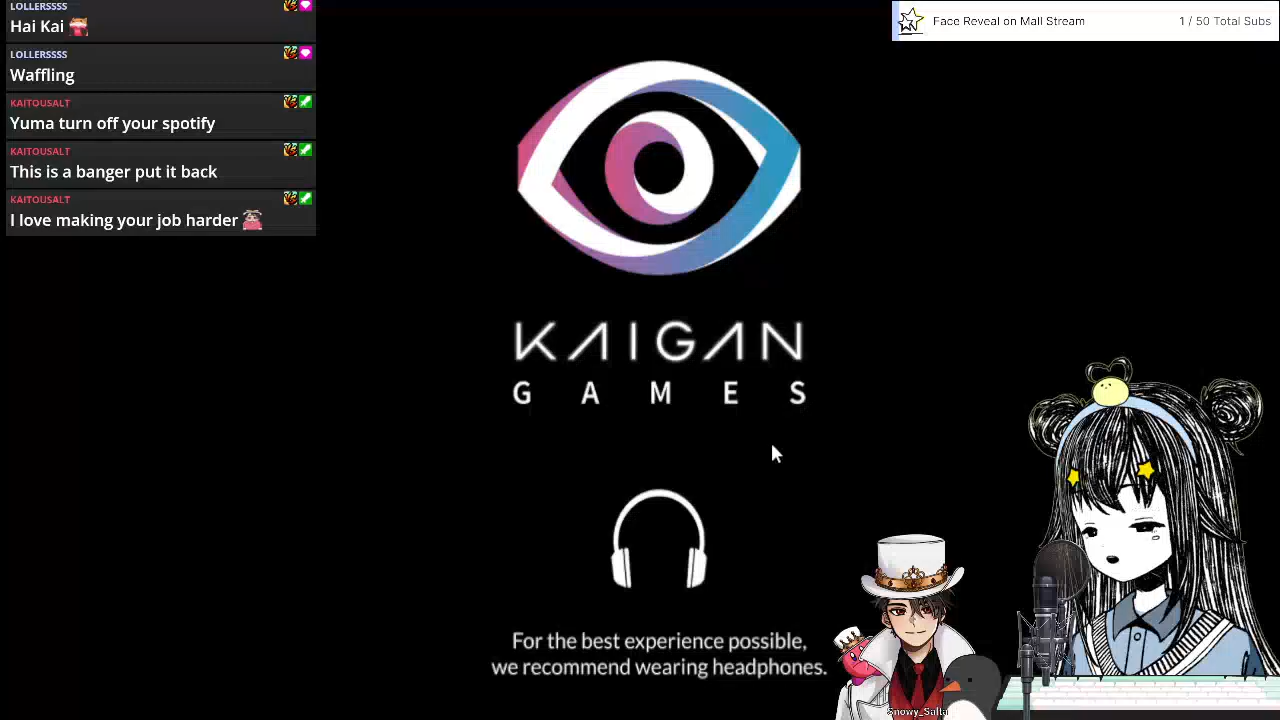 LOLLERSSSS
Hai Kai
LOLLERSSSS
Waffling
KAITOUSALT
Yuma turn off your spotify
KAITOUSALT
This is a banger put it back
KAITOUSALT
I love making your job harder
Face Reveal on Mall Stream
1 / 50 Total Subs
KAIGAN
GAMES
For the best experience possible,
we recommend wearing headphones.